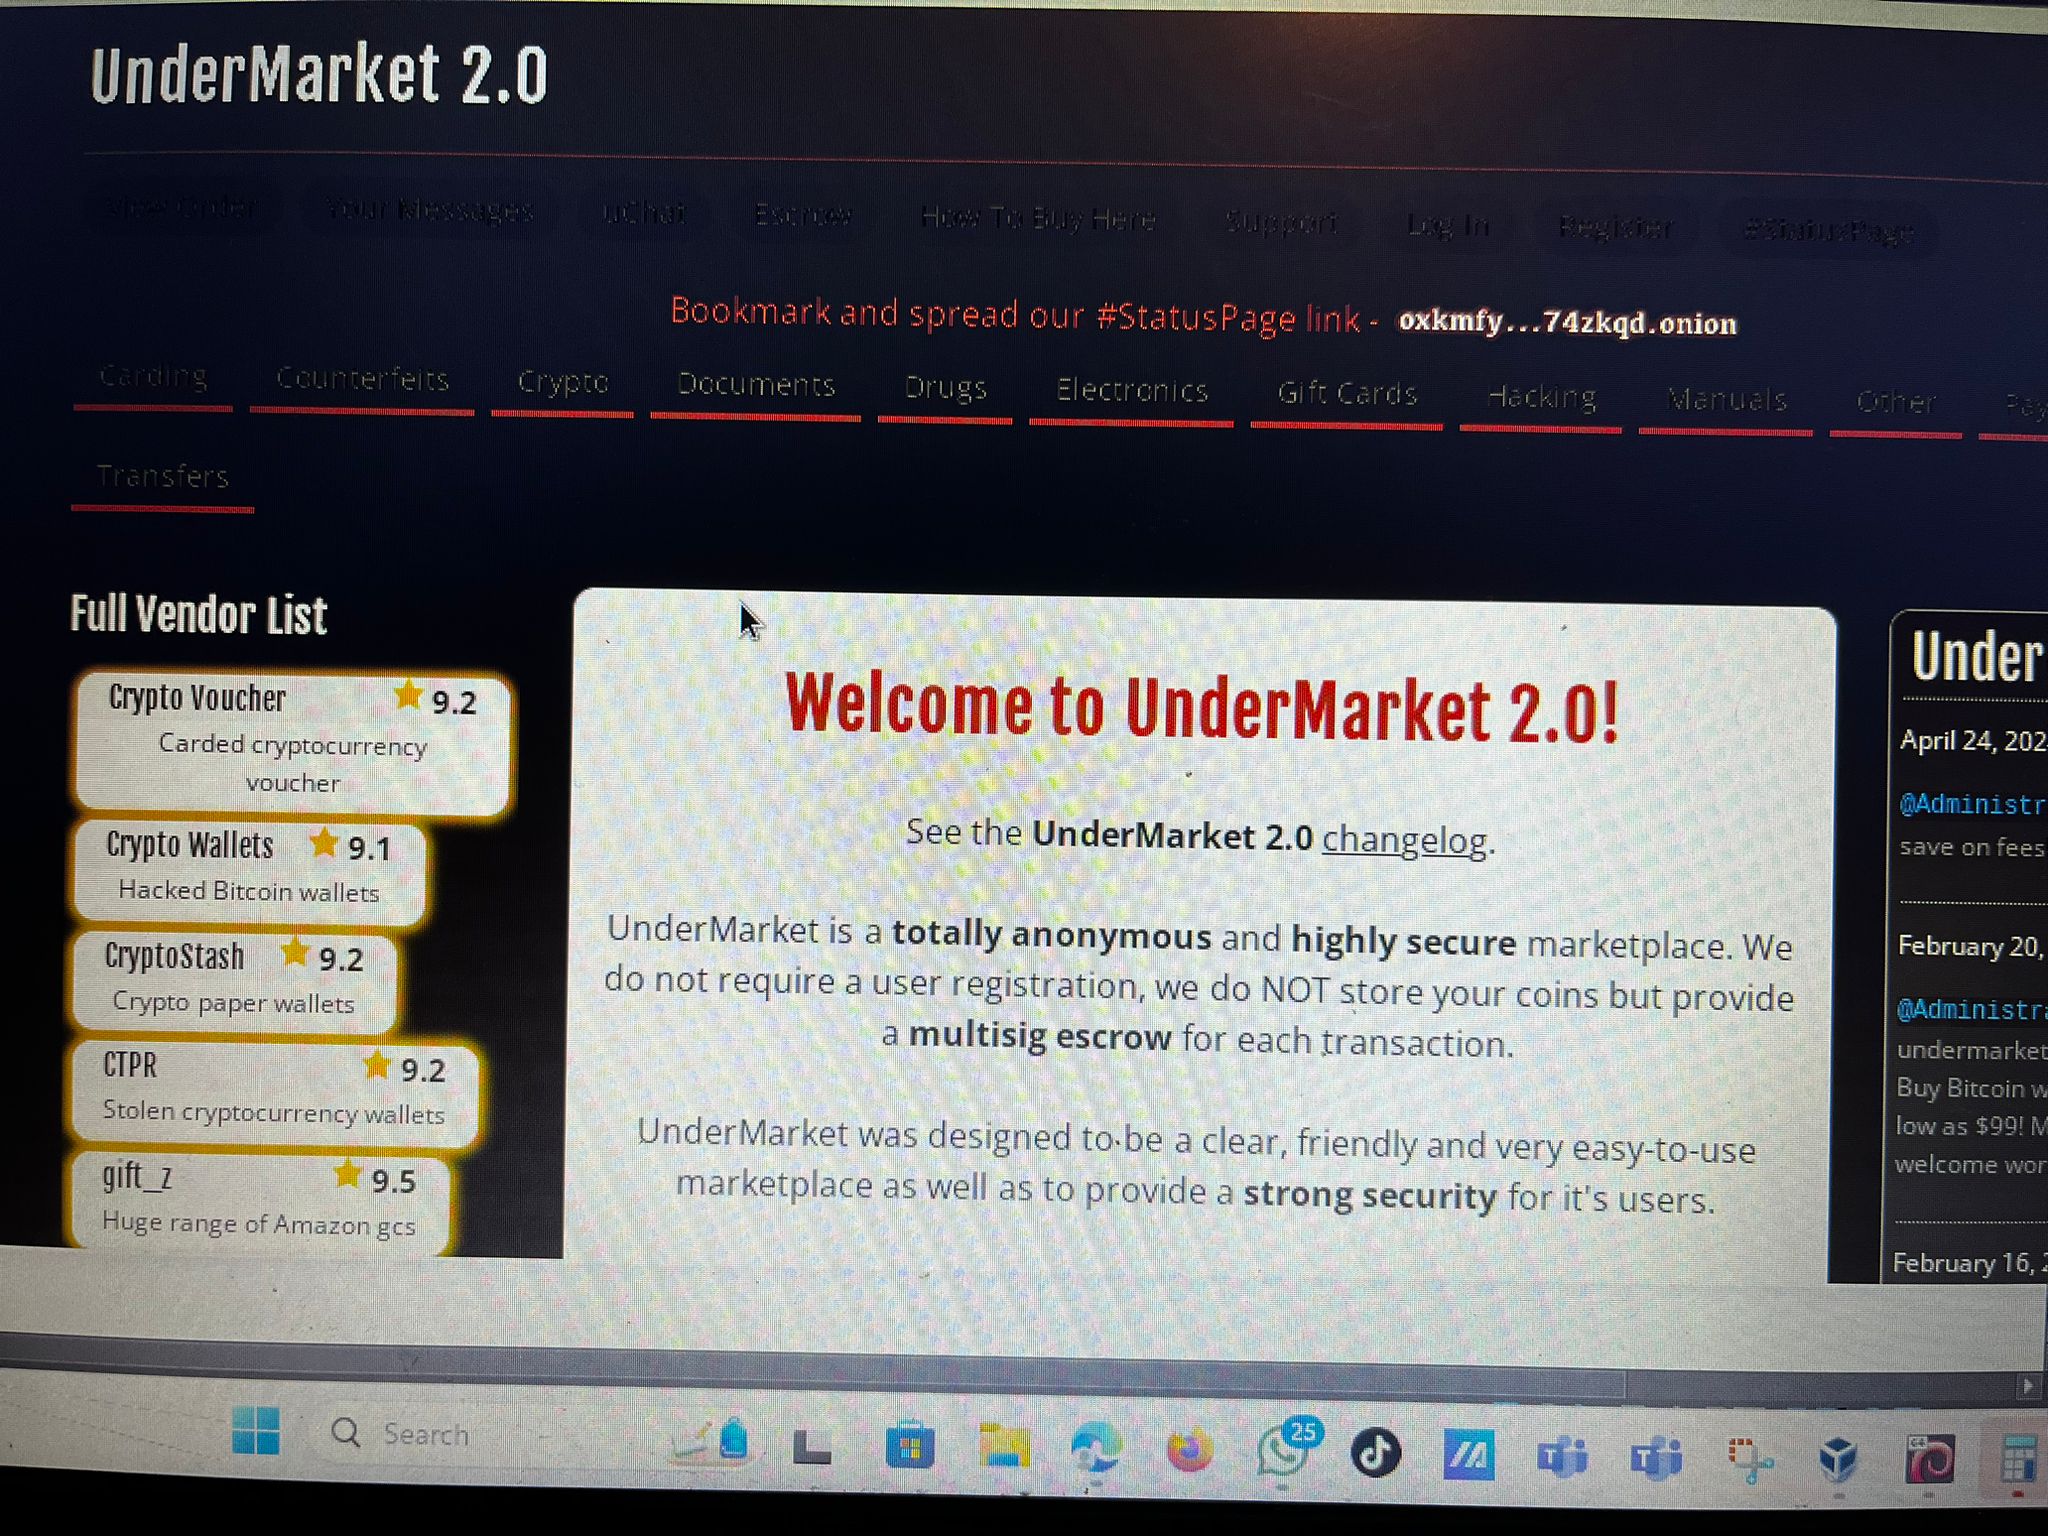 UnderMarket 2.0
View Order Your Messages uChat Escrow How To Buy Here Support Log In Register #StatusPage
Bookmark and spread our #StatusPage link - oxkmfy...74zkqd.onion
Carding Counterfeits Crypto Documents Drugs Electronics Gift Cards Hacking Manuals Other Pay
Transfers
Full Vendor List
Crypto Voucher 9.2
Carded cryptocurrency
voucher
Crypto Wallets 9.1
Hacked Bitcoin wallets
CryptoStash 9.2
Crypto paper wallets
CTPR 9.2
Stolen cryptocurrency wallets
gift_z 9.5
Huge range of Amazon gcs
Welcome to UnderMarket 2.0!
See the UnderMarket 2.0 changelog.
UnderMarket is a totally anonymous and highly secure marketplace. We
do not require a user registration, we do NOT store your coins but provide
a multisig escrow for each transaction.
UnderMarket was designed to be a clear, friendly and very easy-to-use
marketplace as well as to provide a strong security for it's users.
Under
April 24, 202
@Administr
save on fees
February 20,
@Administra
undermarket
Buy Bitcoin w
low as $99! M
welcome wor
February 16, 2
Search
25